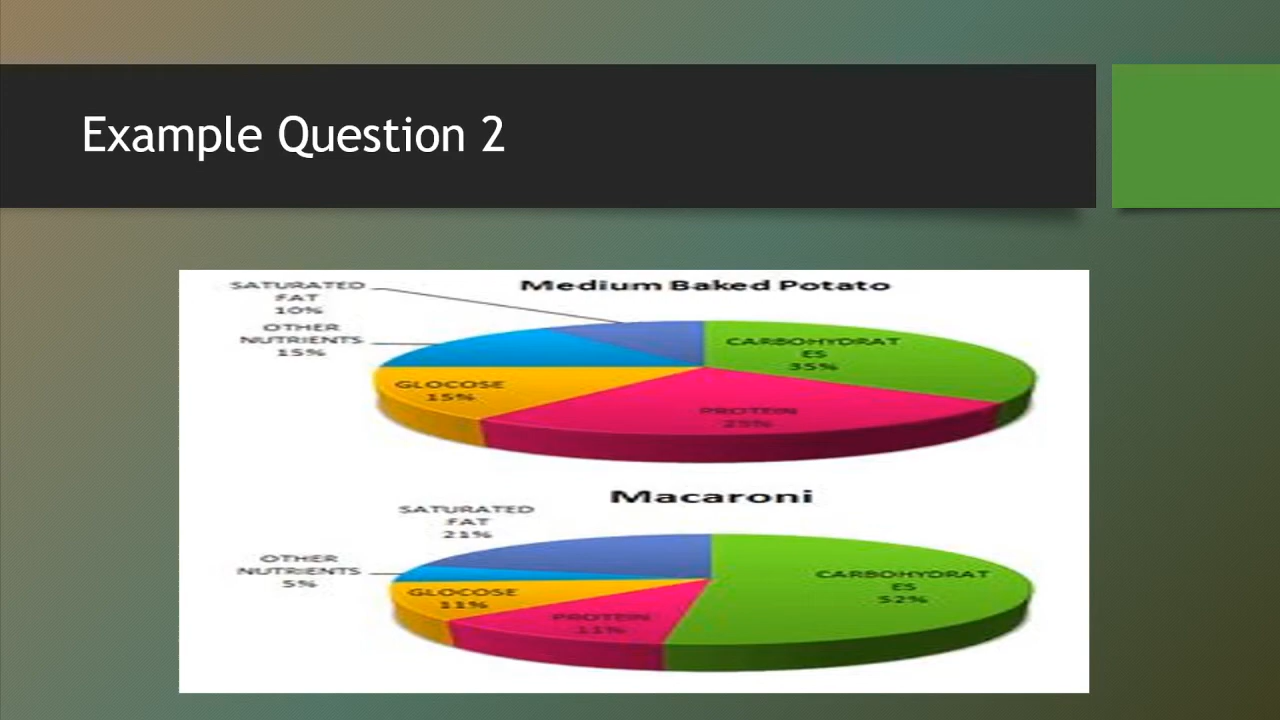 Example Question 2
Medium Baked Potato
SATURATED
FAT
10%
OTHER
NUTRIENTS
15%
GLOCOSE
15%
CARBOHYDRAT
ES
35%
PROTEIN
25%
Macaroni
SATURATED
FAT
21%
OTHER
NUTRIENTS
5%
GLOCOSE
11%
PROTEIN
11%
CARBOHYDRAT
ES
52%